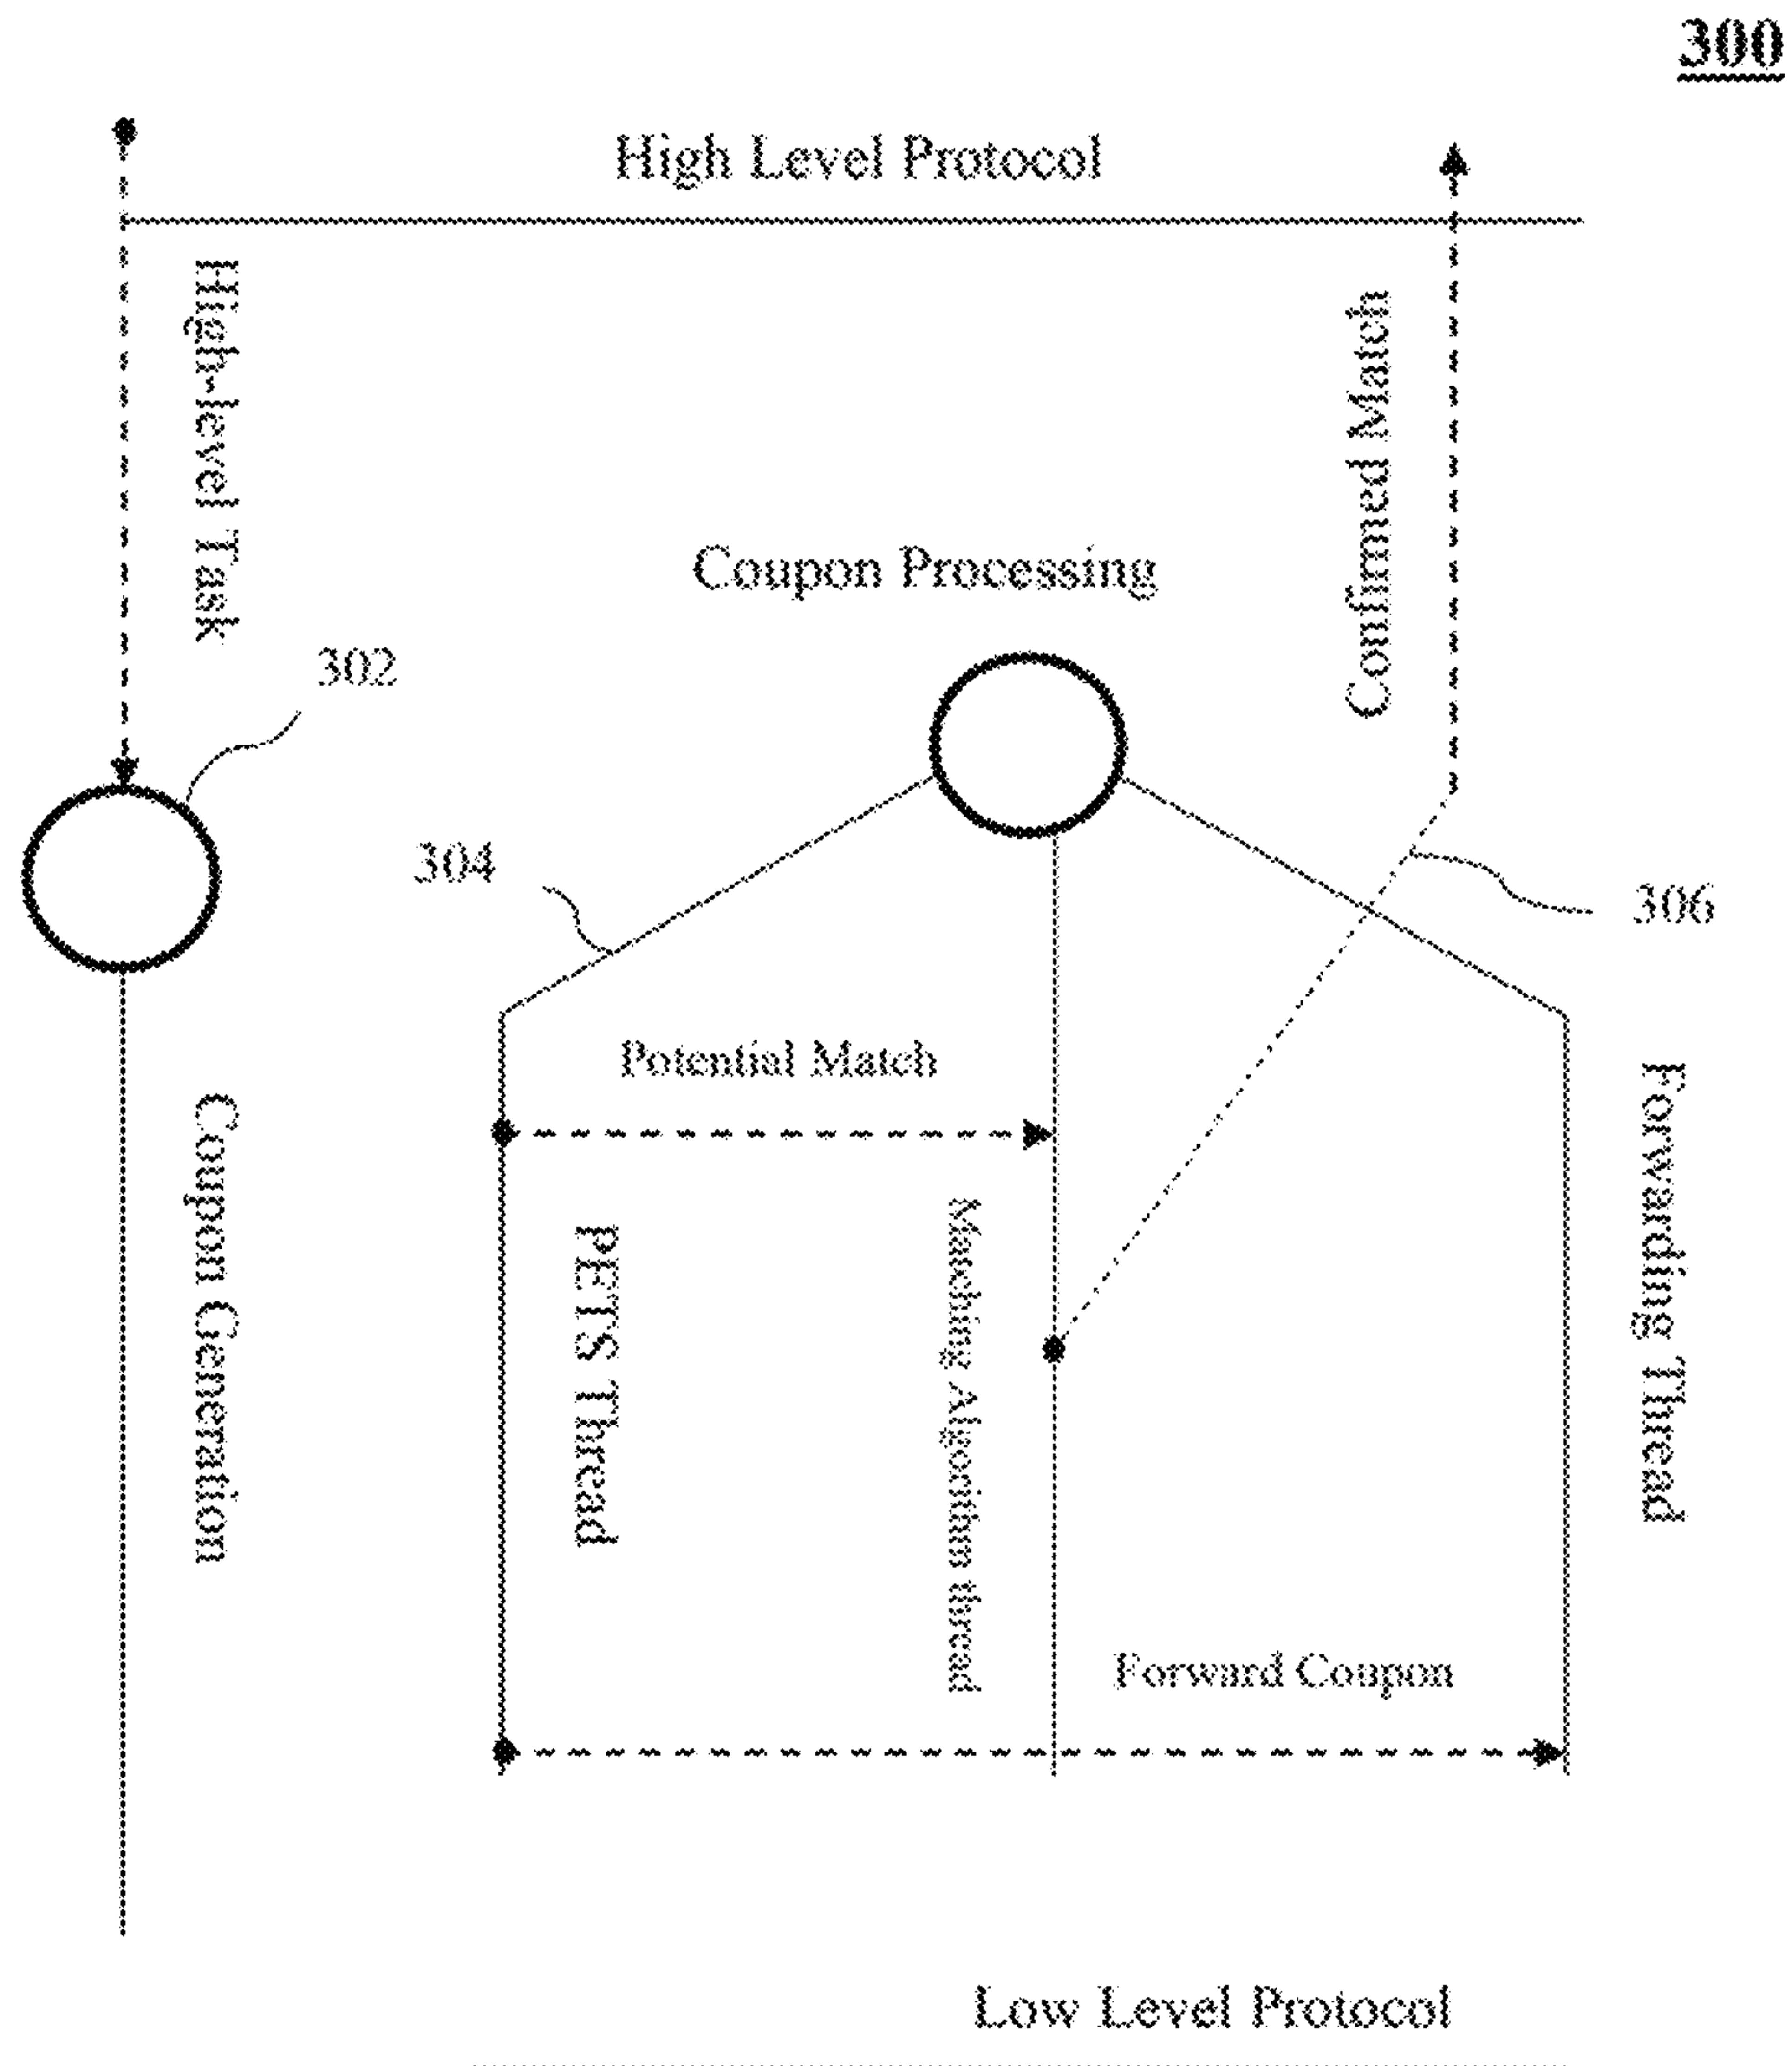 300
High Level Protocol
High-level Task
Confirmed Match
Coupon Processing
302
304
306
Potential Match
Coupon Generation
PETS Thread
Matching Algorithm thread
Forwarding Thread
Forward Coupon
Low Level Protocol